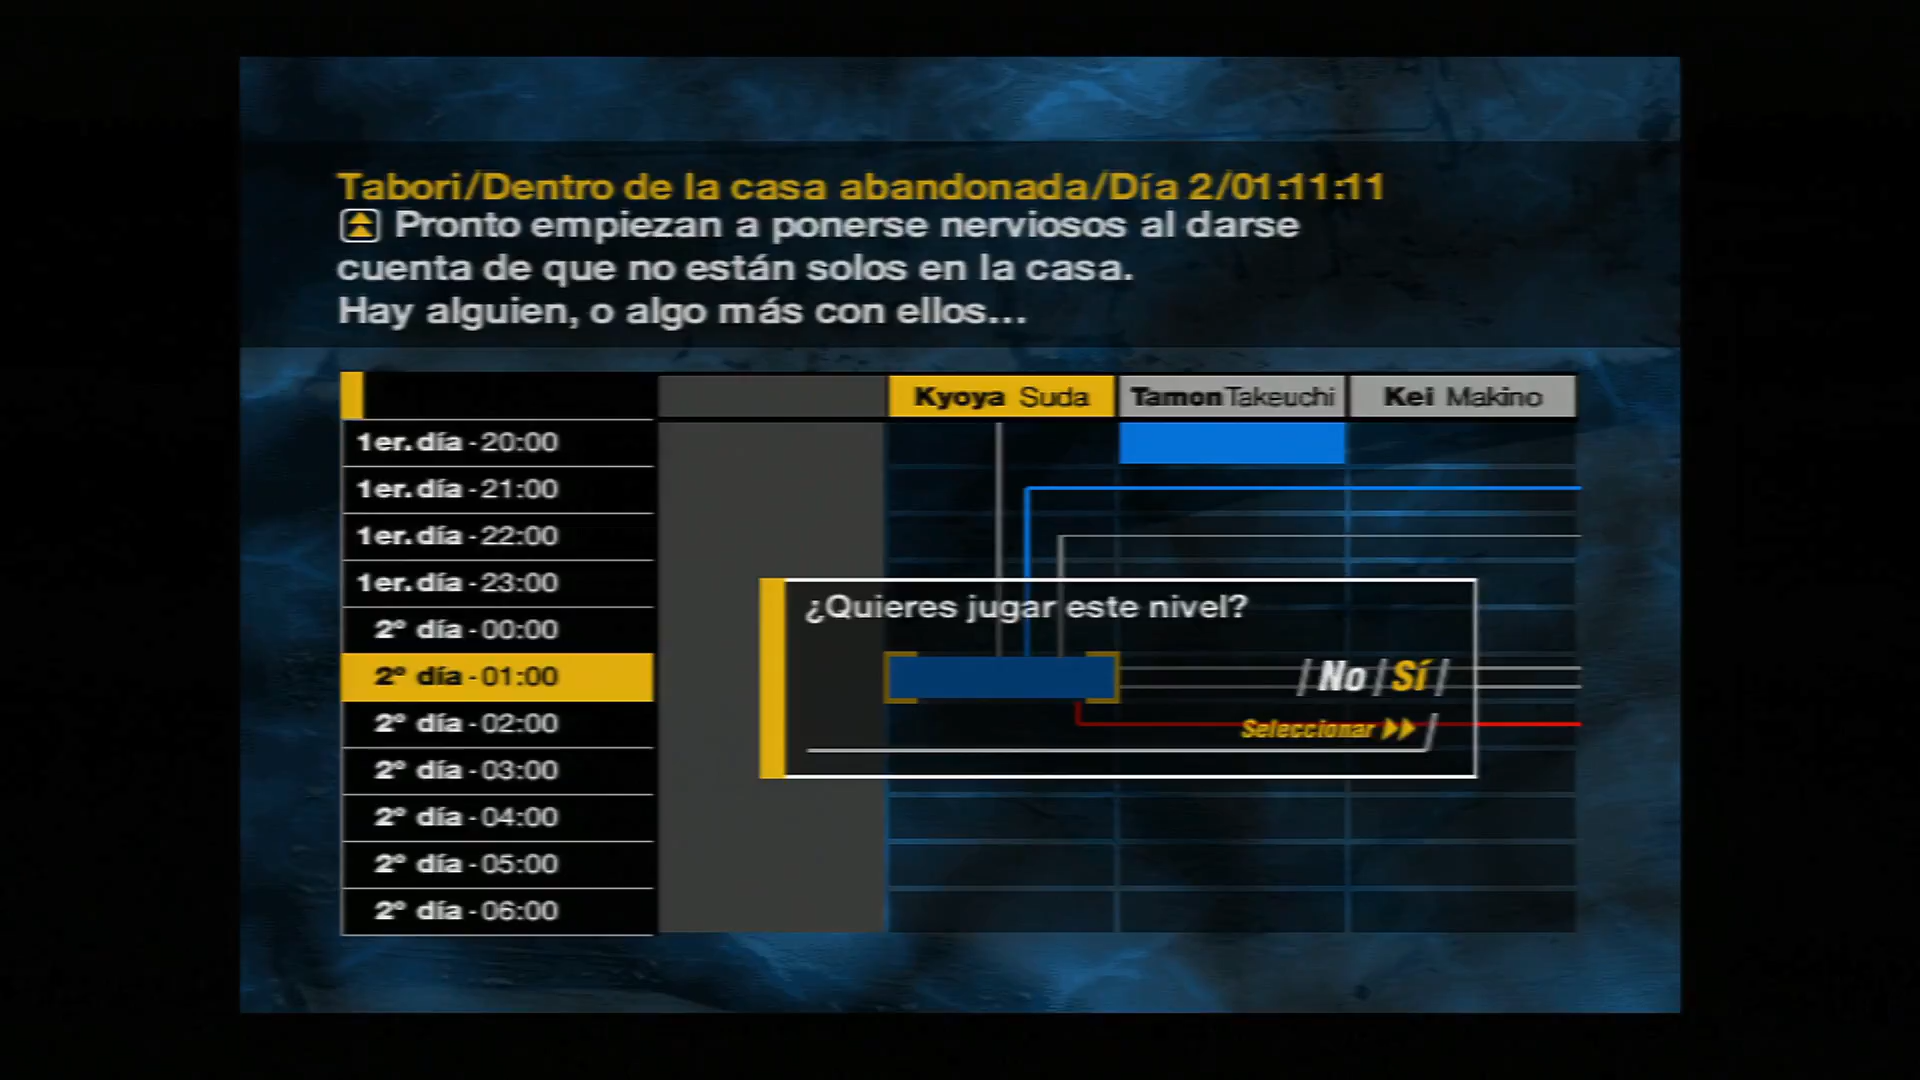 Tabori/Dentro de la casa abandonada/Día 2/01:11:11
Pronto empiezan a ponerse nerviosos al darse
cuenta de que no están solos en la casa.
Hay alguien, o algo más con ellos...
Kyoya Suda
Tamon Takeuchi
Kei Makino
1er. día - 20:00
1er. día - 21:00
1er. día - 22:00
1er. día - 23:00
2º día - 00:00
2º día - 01:00
2º día - 02:00
2º día - 03:00
2º día - 04:00
2º día - 05:00
2º día - 06:00
¿Quieres jugar este nivel?
/No/Sí/
Seleccionar